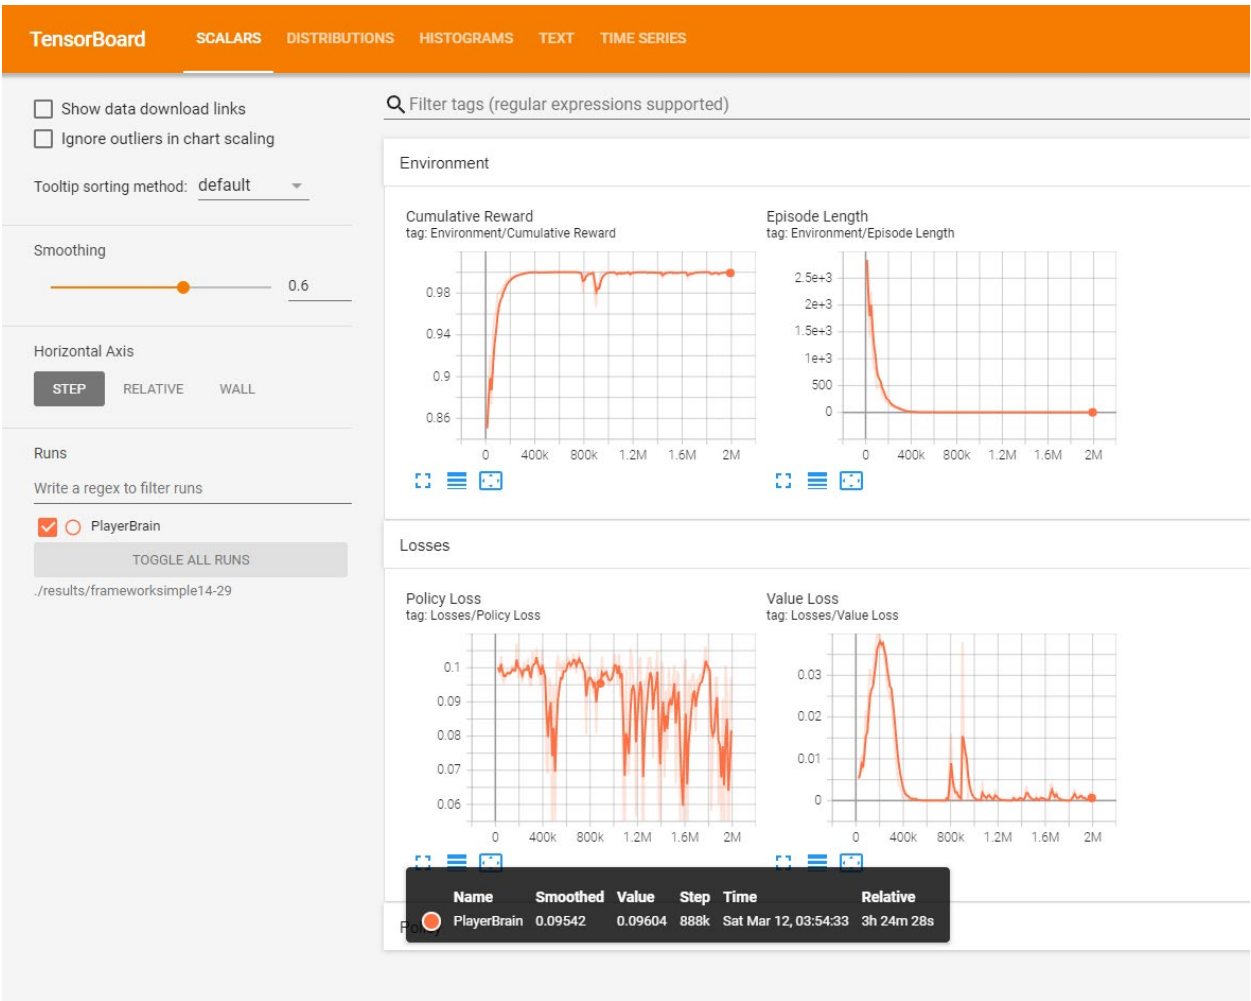 TensorBoard SCALARS DISTRIBUTIONS HISTOGRAMS TEXT TIME SERIES
Show data download links
Ignore outliers in chart scaling
Tooltip sorting method: default
Smoothing
0.6
Horizontal Axis
STEP RELATIVE WALL
Runs
Write a regex to filter runs
PlayerBrain
TOGGLE ALL RUNS
./results/frameworksimple14-29
Filter tags (regular expressions supported)
Environment
Cumulative Reward
tag: Environment/Cumulative Reward
0.98
0.94
0.9
0.86
0 400k 800k 1.2M 1.6M 2M
Episode Length
tag: Environment/Episode Length
2.5e+3
2e+3
1.5e+3
1e+3
500
0
0 400k 800k 1.2M 1.6M 2M
Losses
Policy Loss
tag: Losses/Policy Loss
0.1
0.09
0.08
0.07
0.06
0 400k 800k 1.2M 1.6M 2M
Value Loss
tag: Losses/Value Loss
0.03
0.02
0.01
0
0 400k 800k 1.2M 1.6M 2M
Name Smoothed Value Step Time Relative
PlayerBrain 0.09542 0.09604 888k Sat Mar 12, 03:54:33 3h 24m 28s